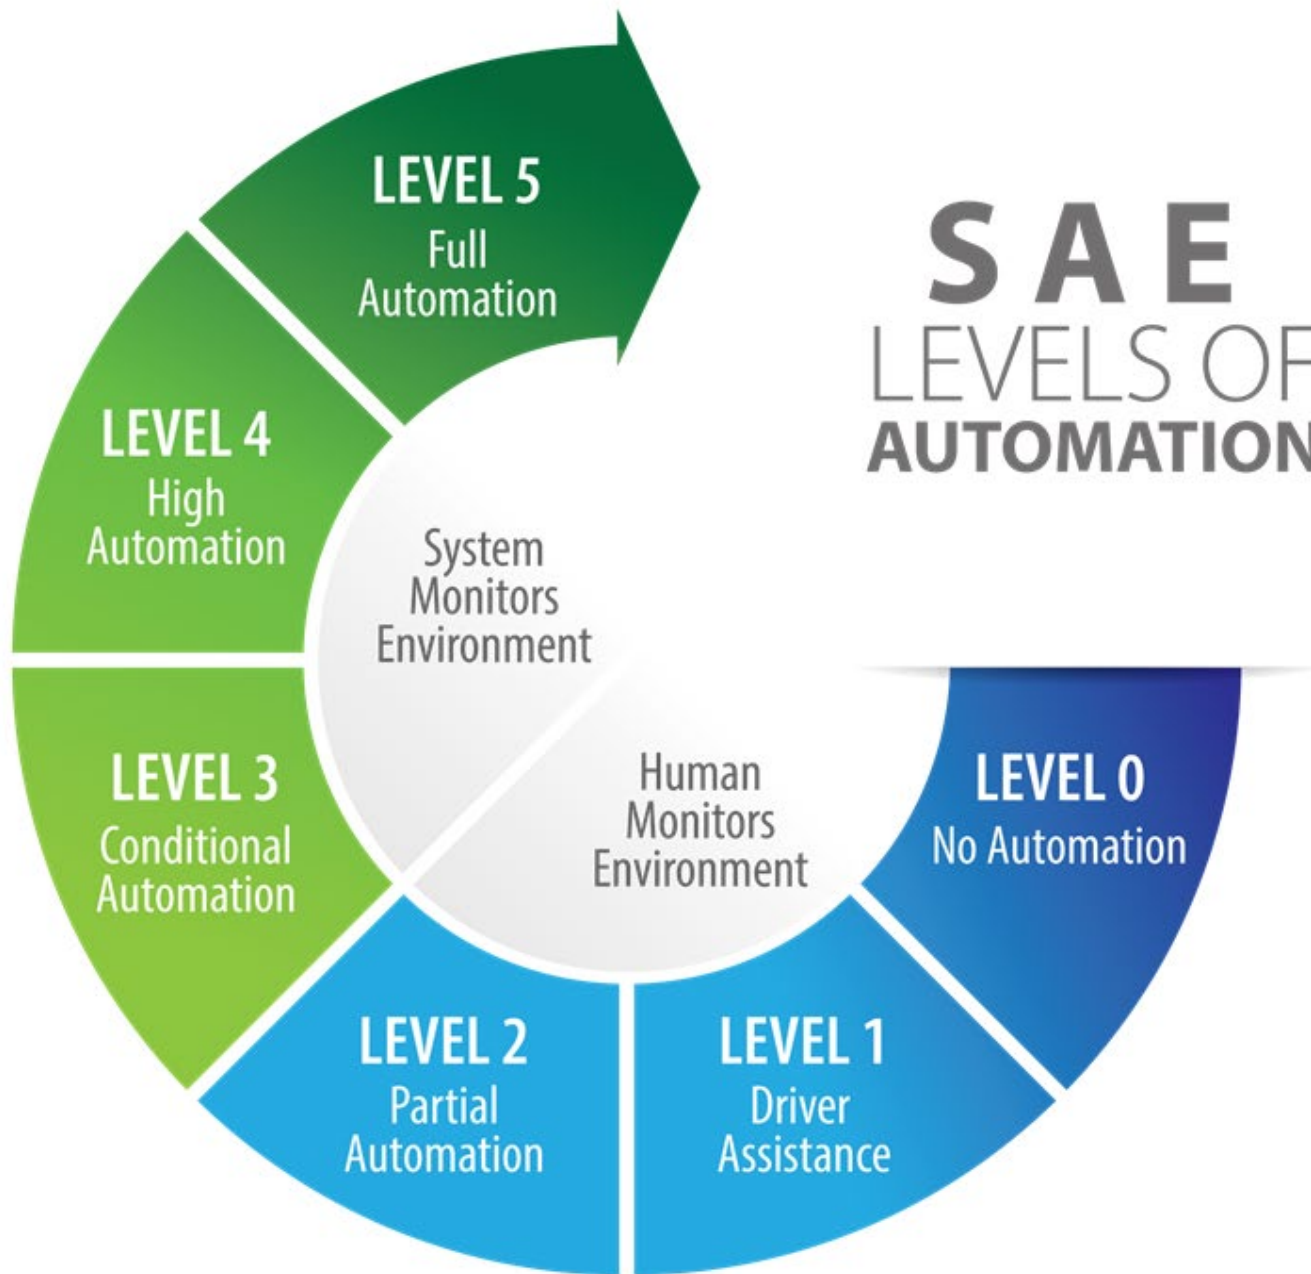 SAE
LEVELS OF
AUTOMATION
LEVEL 5
Full
Automation
LEVEL 4
High
Automation
System
Monitors
Environment
LEVEL 3
Conditional
Automation
Human
Monitors
Environment
LEVEL 0
No Automation
LEVEL 2
Partial
Automation
LEVEL 1
Driver
Assistance